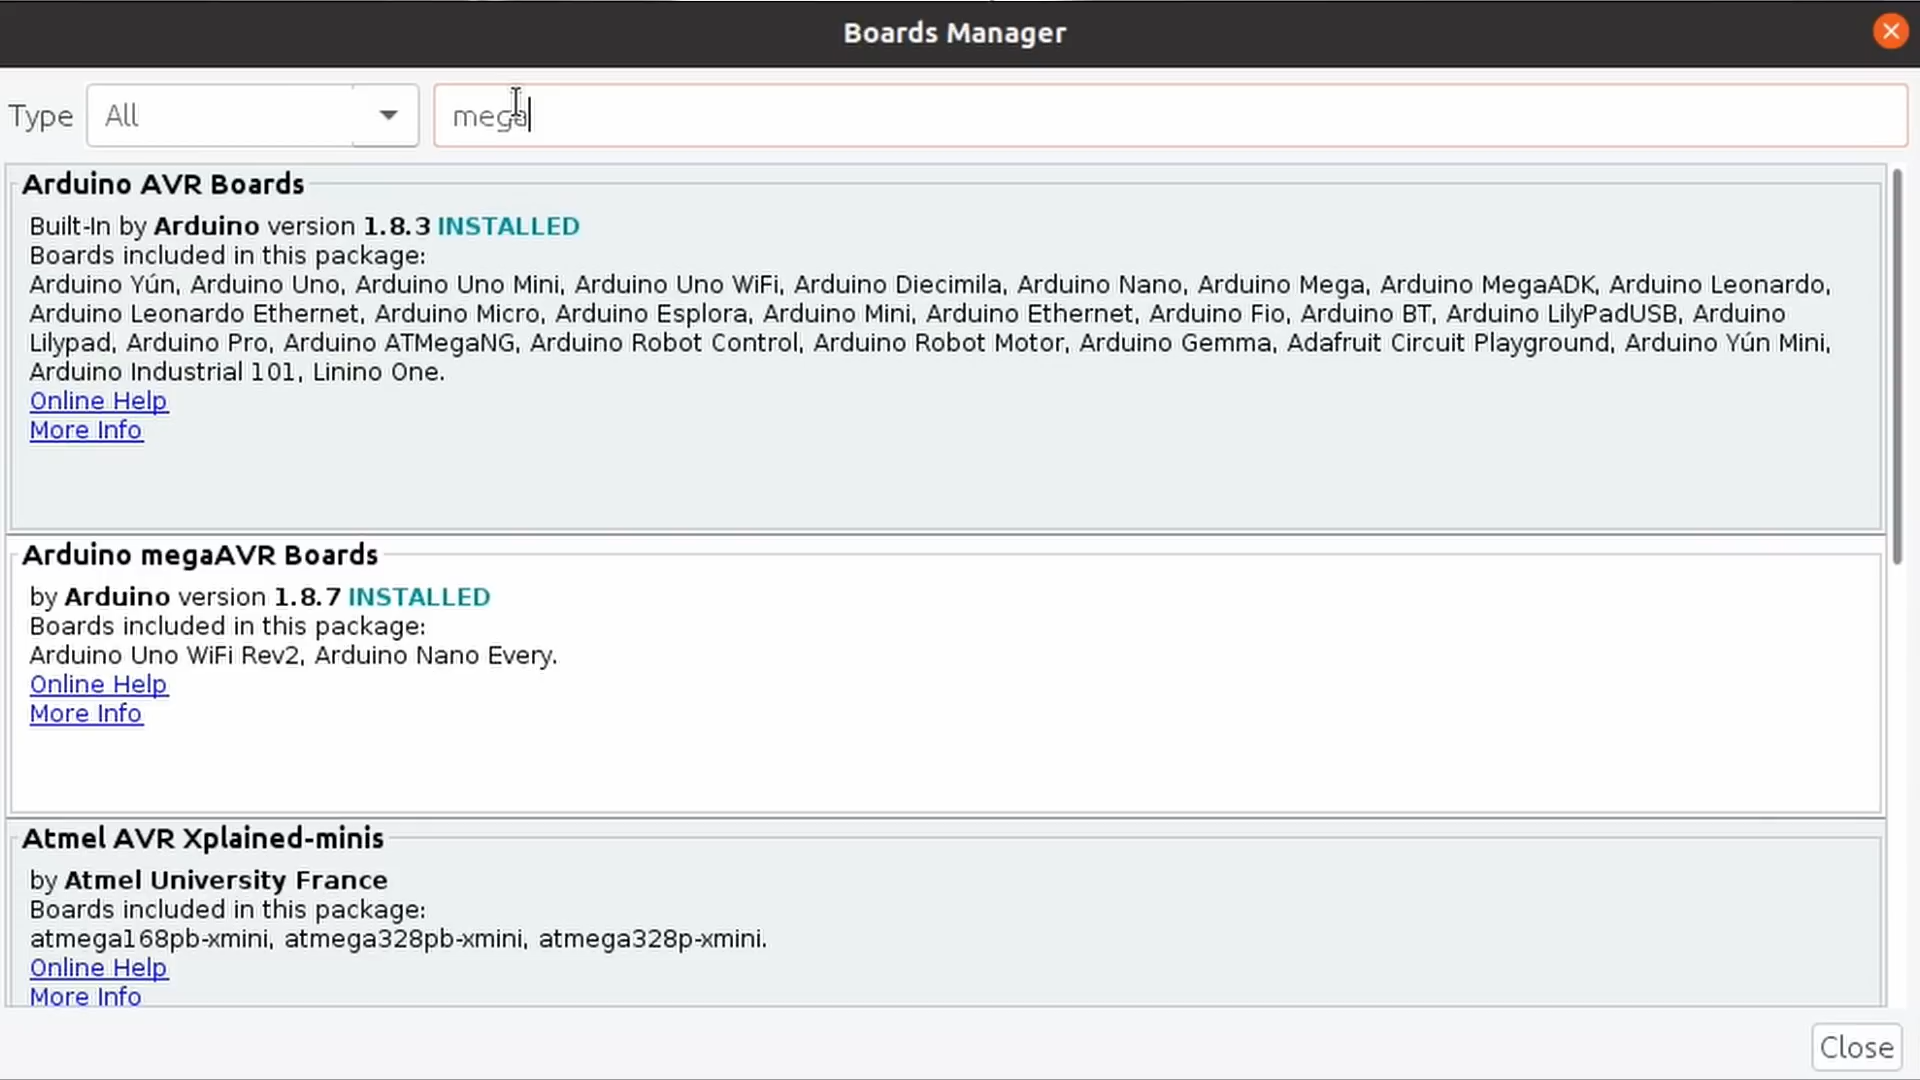 Boards Manager
Type All mega
Arduino AVR Boards
Built-In by Arduino version 1.8.3 INSTALLED
Boards included in this package:
Arduino Yún, Arduino Uno, Arduino Uno Mini, Arduino Uno WiFi, Arduino Diecimila, Arduino Nano, Arduino Mega, Arduino MegaADK, Arduino Leonardo,
Arduino Leonardo Ethernet, Arduino Micro, Arduino Esplora, Arduino Mini, Arduino Ethernet, Arduino Fio, Arduino BT, Arduino LilyPadUSB, Arduino
Lilypad, Arduino Pro, Arduino ATMegaNG, Arduino Robot Control, Arduino Robot Motor, Arduino Gemma, Adafruit Circuit Playground, Arduino Yún Mini,
Arduino Industrial 101, Linino One.
Online Help
More Info
Arduino megaAVR Boards
by Arduino version 1.8.7 INSTALLED
Boards included in this package:
Arduino Uno WiFi Rev2, Arduino Nano Every.
Online Help
More Info
Atmel AVR Xplained-minis
by Atmel University France
Boards included in this package:
atmega168pb-xmini, atmega328pb-xmini, atmega328p-xmini.
Online Help
More Info
Close